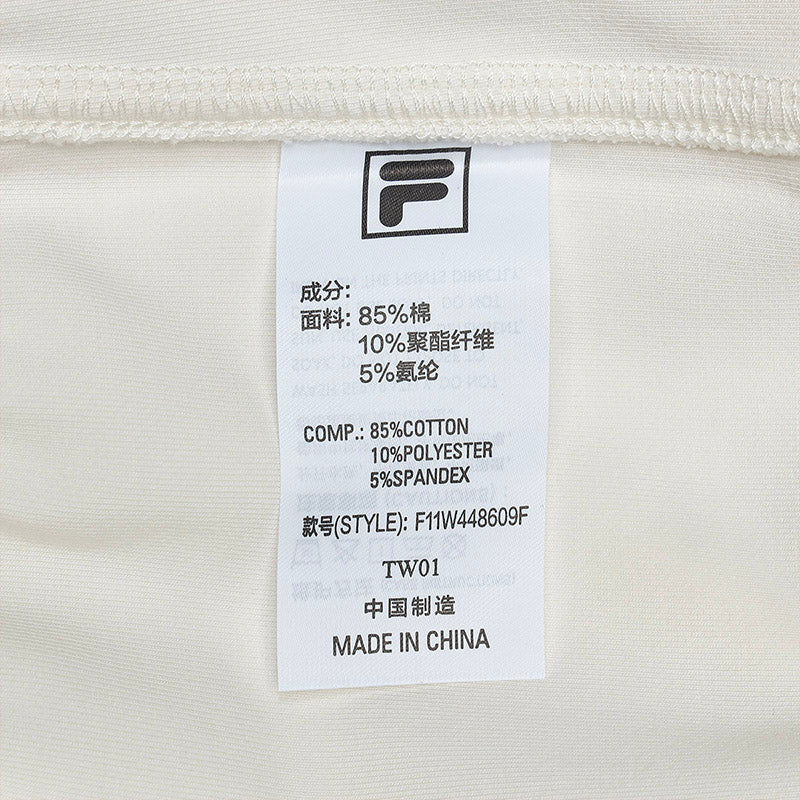 F
成分:
面料: 85%棉
10%聚酯纤维
5%氨纶
COMP.: 85%COTTON
10%POLYESTER
5%SPANDEX
款号(STYLE): F11W448609F
TW01
中国制造
MADE IN CHINA